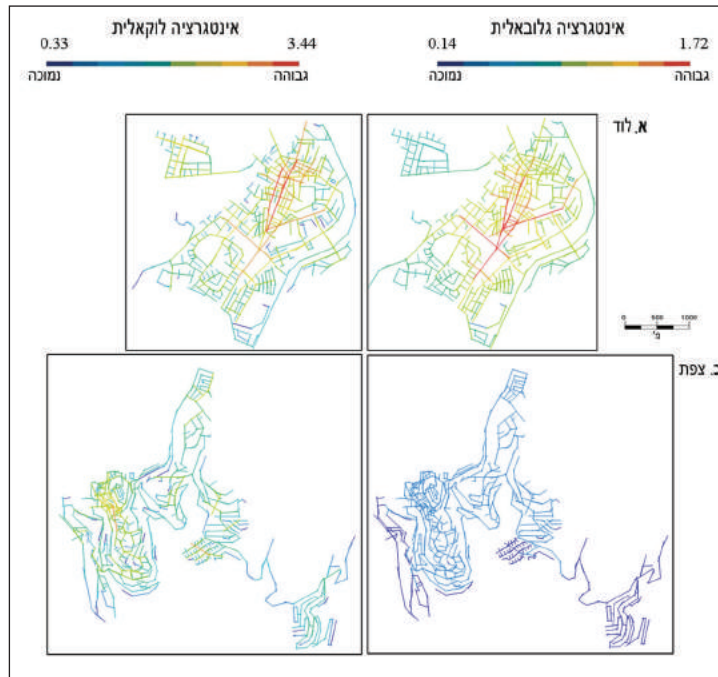 אינטגרציה גלובאלית
0.14 1.72
נמוכה גבוהה
אינטגרציה לוקאלית
0.33 3.44
נמוכה גבוהה
א. לוד
0 500 1000
מ'
ב. צפת